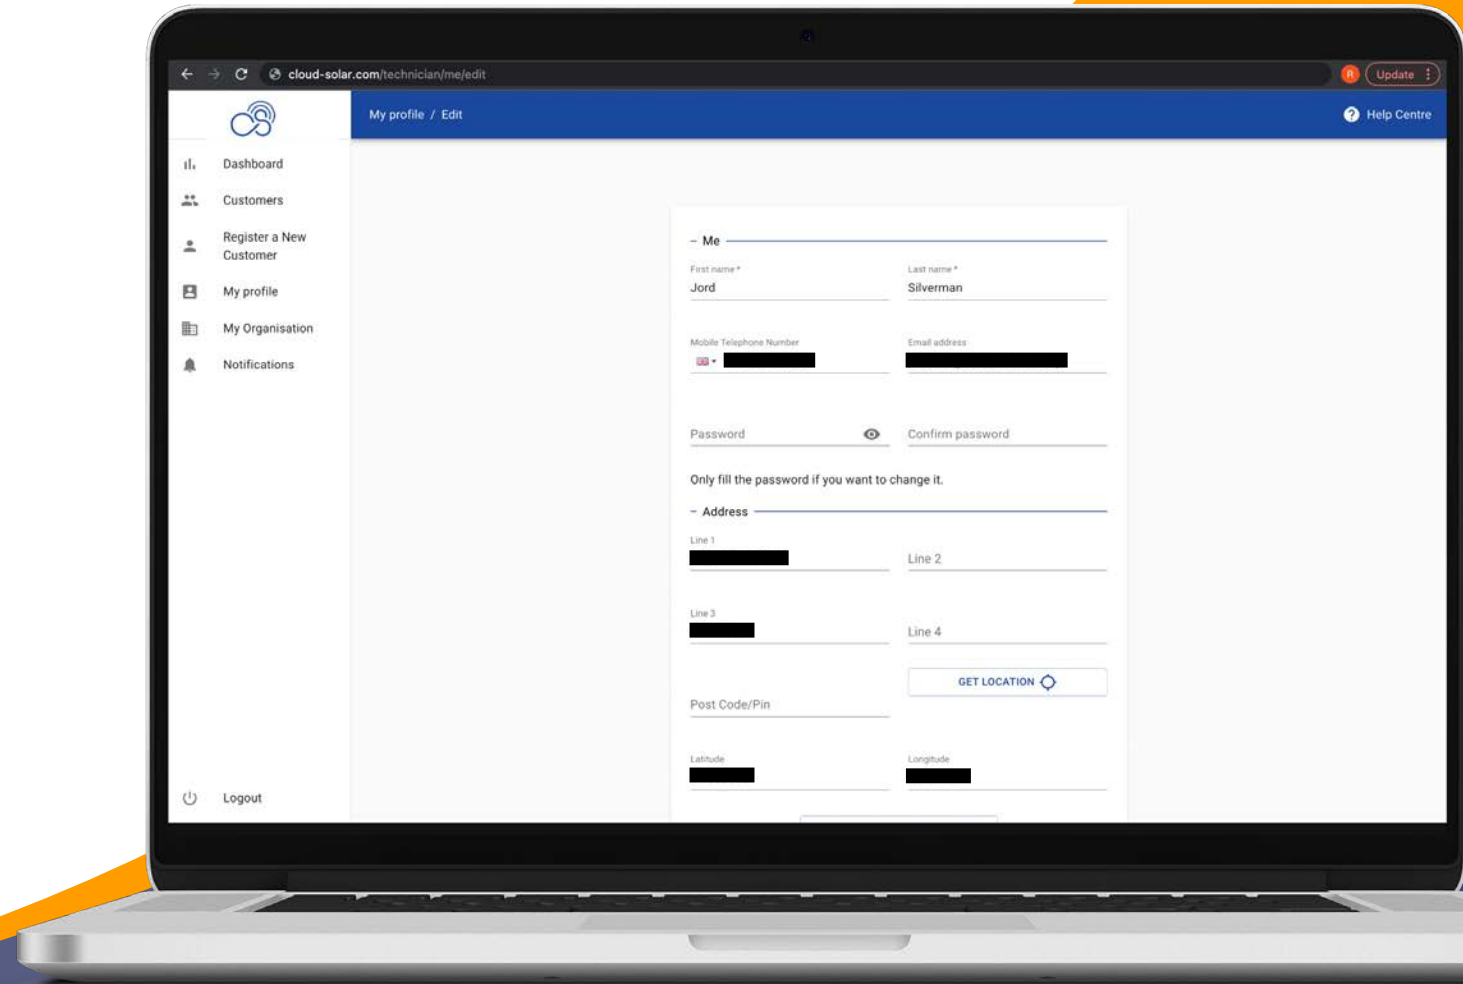 cloud-solar.com/technician/me/edit
R
Update
My profile / Edit
Help Centre
Dashboard
Customers
Register a New
Customer
My profile
My Organisation
Notifications
Logout
Me
First name *
Last name *
Jord
Silverman
Mobile Telephone Number
Email address
Password
Confirm password
Only fill the password if you want to change it.
Address
Line 1
Line 2
Line 3
Line 4
GET LOCATION
Post Code/Pin
Latitude
Longitude